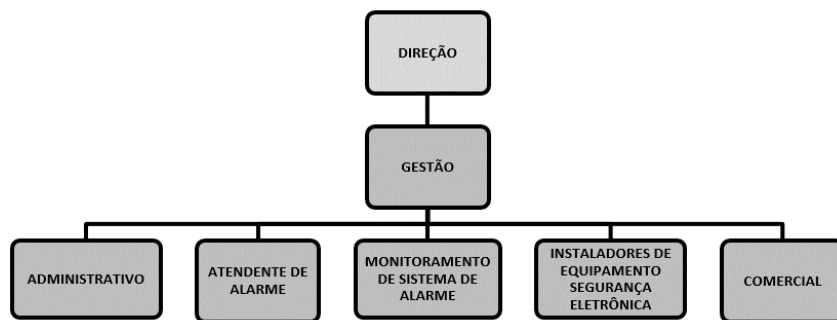 DIREÇÃO
GESTÃO
ADMINISTRATIVO
ATENDENTE DE
ALARME
MONITORAMENTO
DE SISTEMA DE
ALARME
INSTALADORES DE
EQUIPAMENTO
SEGURANÇA
ELETRÔNICA
COMERCIAL